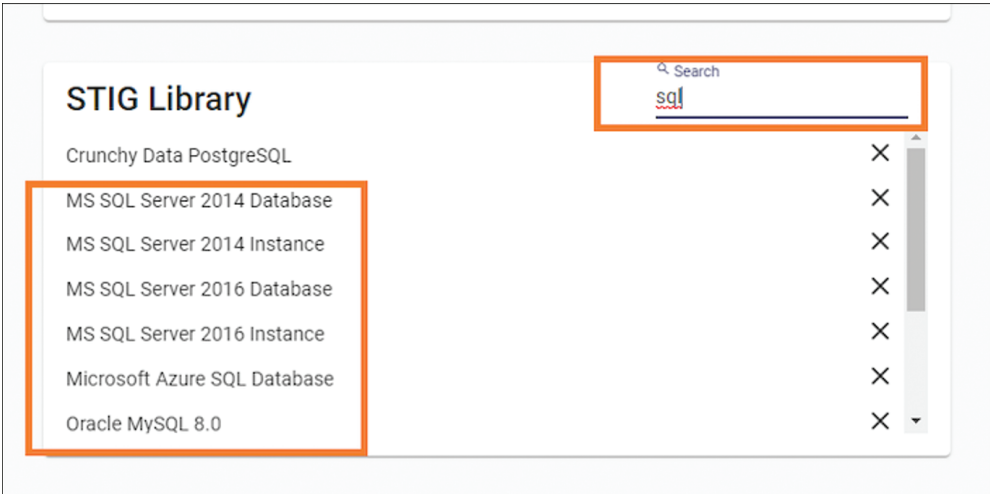 Search
STIG Library
sql
Crunchy Data PostgreSQL
MS SQL Server 2014 Database
MS SQL Server 2014 Instance
MS SQL Server 2016 Database
MS SQL Server 2016 Instance
Microsoft Azure SQL Database
Oracle MySQL 8.0